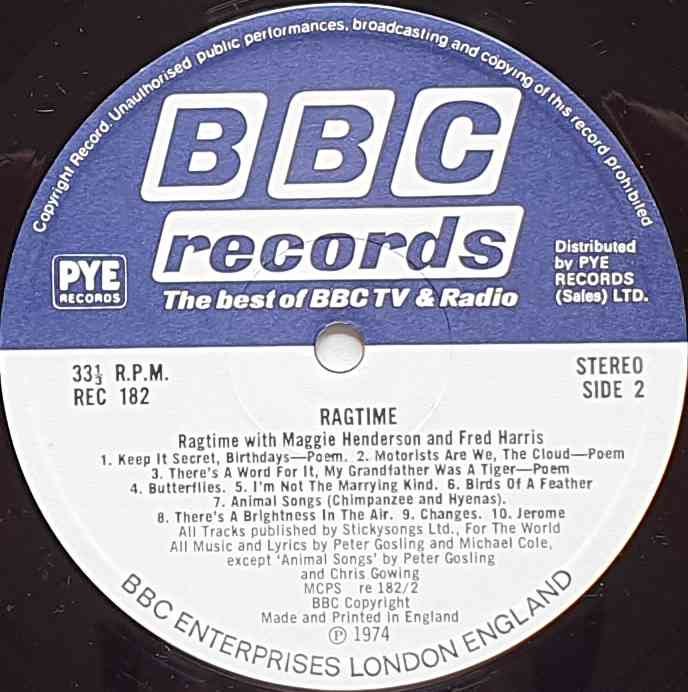 Copyright Record. Unauthorised public performances, broadcasting and copying of this record prohibited
BBC
records
The best of BBC TV & Radio
PYE
RECORDS
Distributed
by PYE
RECORDS
(Sales) LTD.
33⅓ R.P.M.
REC 182
STEREO
SIDE 2
RAGTIME
Ragtime with Maggie Henderson and Fred Harris
1. Keep It Secret, Birthdays—Poem. 2. Motorists Are We, The Cloud—Poem
3. There's A Word For It, My Grandfather Was A Tiger—Poem
4. Butterflies. 5. I'm Not The Marrying Kind. 6. Birds Of A Feather
7. Animal Songs (Chimpanzee and Hyenas).
8. There's A Brightness In The Air. 9. Changes. 10. Jerome
All Tracks published by Stickysongs Ltd., For The World
All Music and Lyrics by Peter Gosling and Michael Cole,
except 'Animal Songs' by Peter Gosling
and Chris Gowing
MCPS re 182/2
BBC Copyright
Made and Printed in England
℗ 1974
BBC ENTERPRISES LONDON ENGLAND